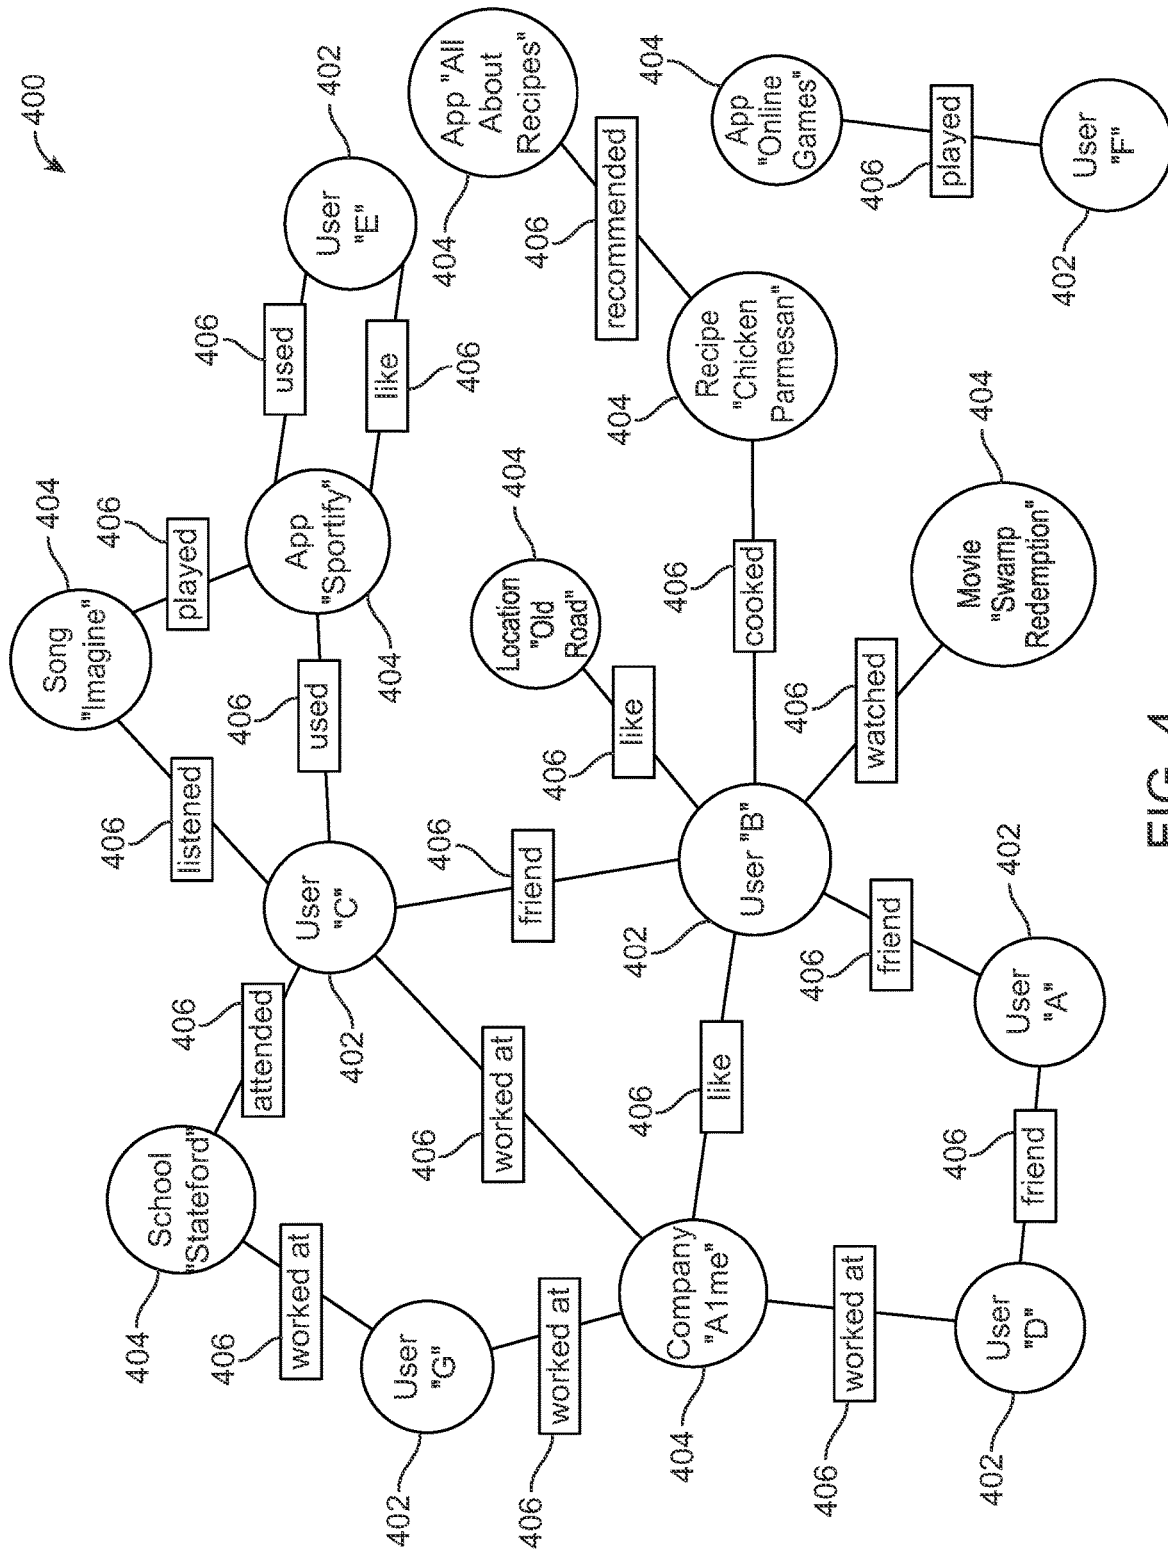 400
404
Song
"Imagine"
406
listened
406
played
404
School
"Stateford"
406
attended
406
worked at
402
User
"G"
402
User
"C"
406
used
404
App
"Sportify"
406
used
406
like
402
User
"E"
406
worked at
406
worked at
406
friend
404
Location
"Old
Road"
406
like
404
App "All
About
Recipes"
406
recommended
404
Company
"A1me"
406
like
402
User "B"
406
cooked
404
Recipe
"Chicken
Parmesan"
404
App
"Online
Games"
406
worked at
406
friend
406
watched
406
played
402
User
"D"
406
friend
402
User
"A"
404
Movie
"Swamp
Redemption"
402
User
"F"
FIG. 4